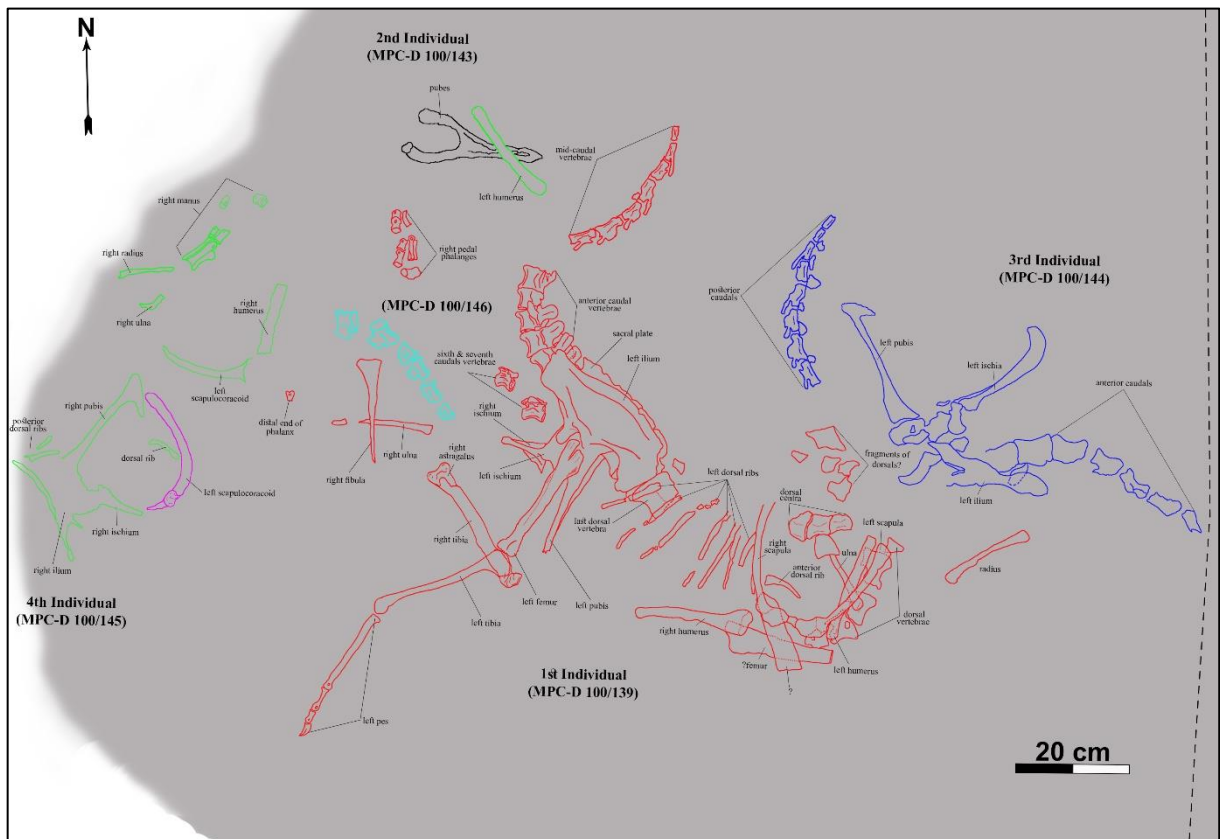 N
2nd Individual
(MPC-D 100/143)
pubes
left humerus
mid-caudal
vertebrae
right manus
right radius
right ulna
right
humerus
left
scapulocoracoid
right pedal
phalanges
(MPC-D 100/146)
anterior caudal
vertebrae
sacral plate
left ilium
sixth & seventh
caudals vertebrae
right
ischium
left ischium
posterior
caudals
3rd Individual
(MPC-D 100/144)
left pubis
left ischia
anterior caudals
left ilium
right pubis
posterior
dorsal ribs
dorsal rib
left scapulocoracoid
right ischium
right ilium
4th Individual
(MPC-D 100/145)
distal end of
phalanx
right fibula
right ulna
right
astragalus
right tibia
left tibia
left femur
left pubis
left pes
last dorsal
vertebra
left dorsal ribs
fragments of
dorsals?
dorsal
centra
right
scapula
anterior
dorsal rib
ulna
left scapula
radius
dorsal
vertebrae
left humerus
right humerus
?femur
?
1st Individual
(MPC-D 100/139)
20 cm